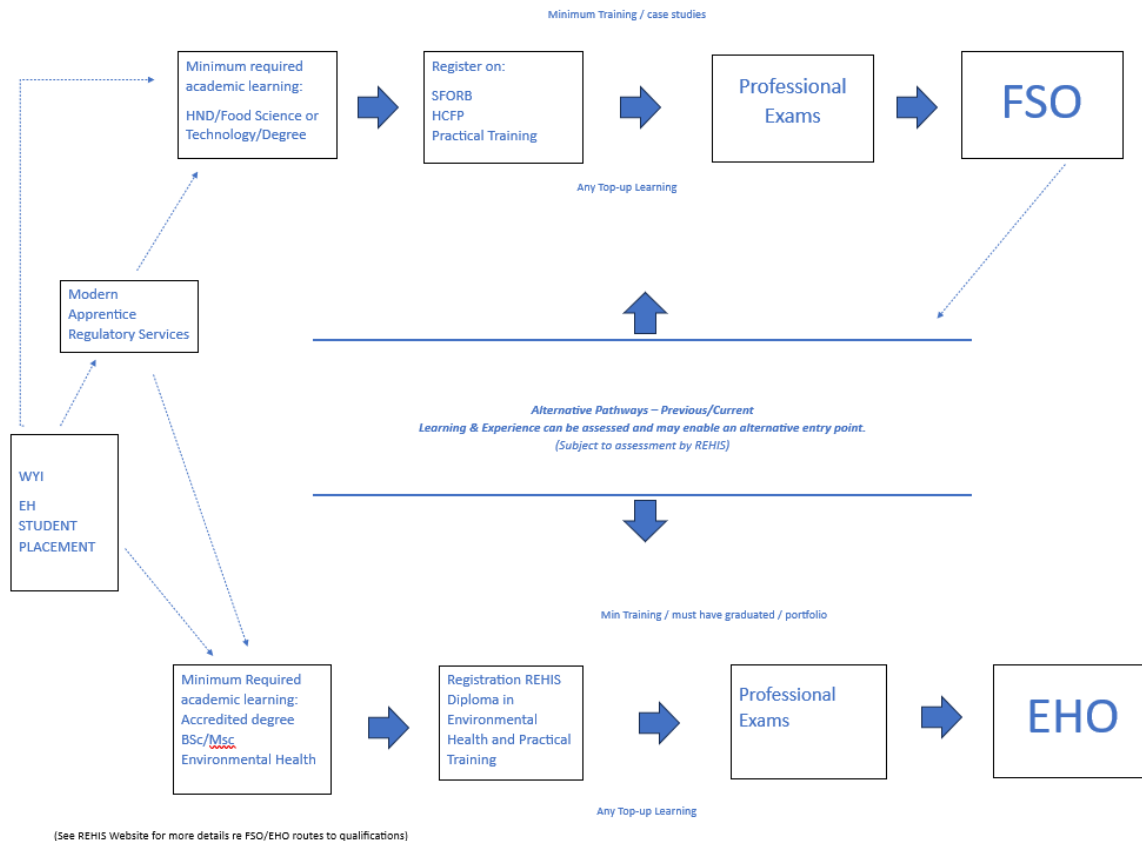 Minimum Training / case studies
Minimum required
academic learning:
HND/Food Science or
Technology/Degree
Register on:
SFORB
HCFP
Practical Training
Professional
Exams
FSO
Any Top-up Learning
Modern
Apprentice
Regulatory Services
Alternative Pathways – Previous/Current
Learning & Experience can be assessed and may enable an alternative entry point.
(Subject to assessment by REHIS)
WYI
EH
STUDENT
PLACEMENT
Min Training / must have graduated / portfolio
Minimum Required
academic learning:
Accredited degree
BSc/Msc
Environmental Health
Registration REHIS
Diploma in
Environmental
Health and Practical
Training
Professional
Exams
EHO
Any Top-up Learning
(See REHIS Website for more details re FSO/EHO routes to qualifications)